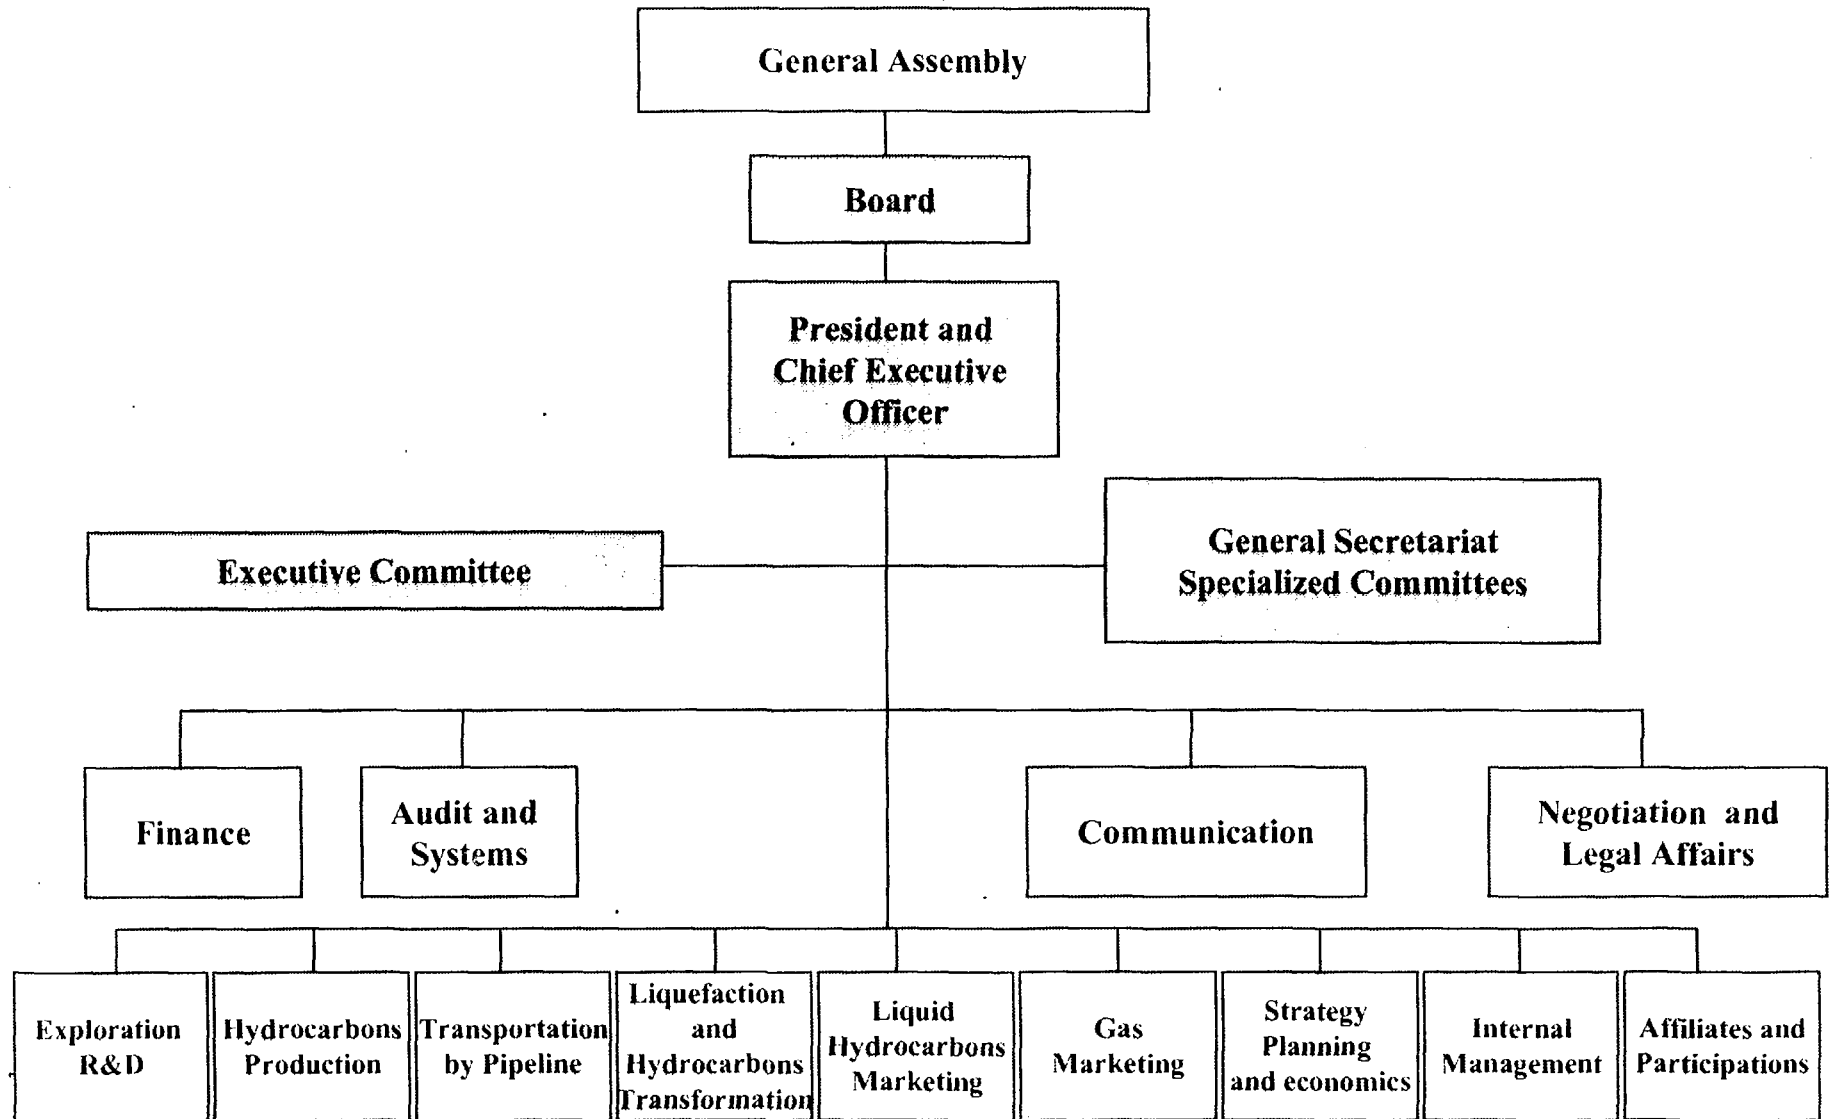 General Assembly
Board
President and
Chief Executive
Officer
Executive Committee
General Secretariat
Specialized Committees
Finance
Audit and
Systems
Communication
Negotiation and
Legal Affairs
Exploration
R&D
Hydrocarbons
Production
Transportation
by Pipeline
Liquefaction
and
Hydrocarbons
Transformation
Liquid
Hydrocarbons
Marketing
Gas
Marketing
Strategy
Planning
and economics
Internal
Management
Affiliates and
Participations